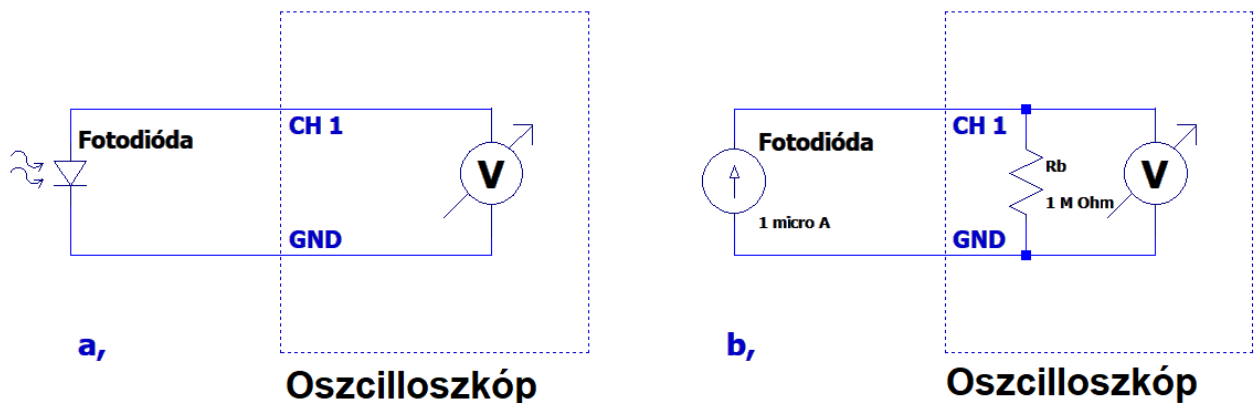 Fotodióda
CH 1
V
GND
a,
Oszcilloszkóp
Fotodióda
1 micro A
CH 1
Rb
1 M Ohm
V
GND
b,
Oszcilloszkóp